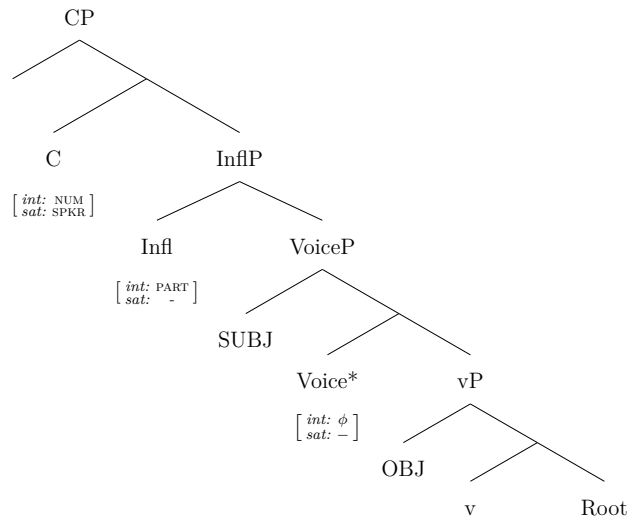 CP
C
InflP
[ int: NUM
sat: SPKR ]
Infl
VoiceP
[ int: PART
sat: - ]
SUBJ
Voice*
vP
[ int: ϕ
sat: − ]
OBJ
v
Root